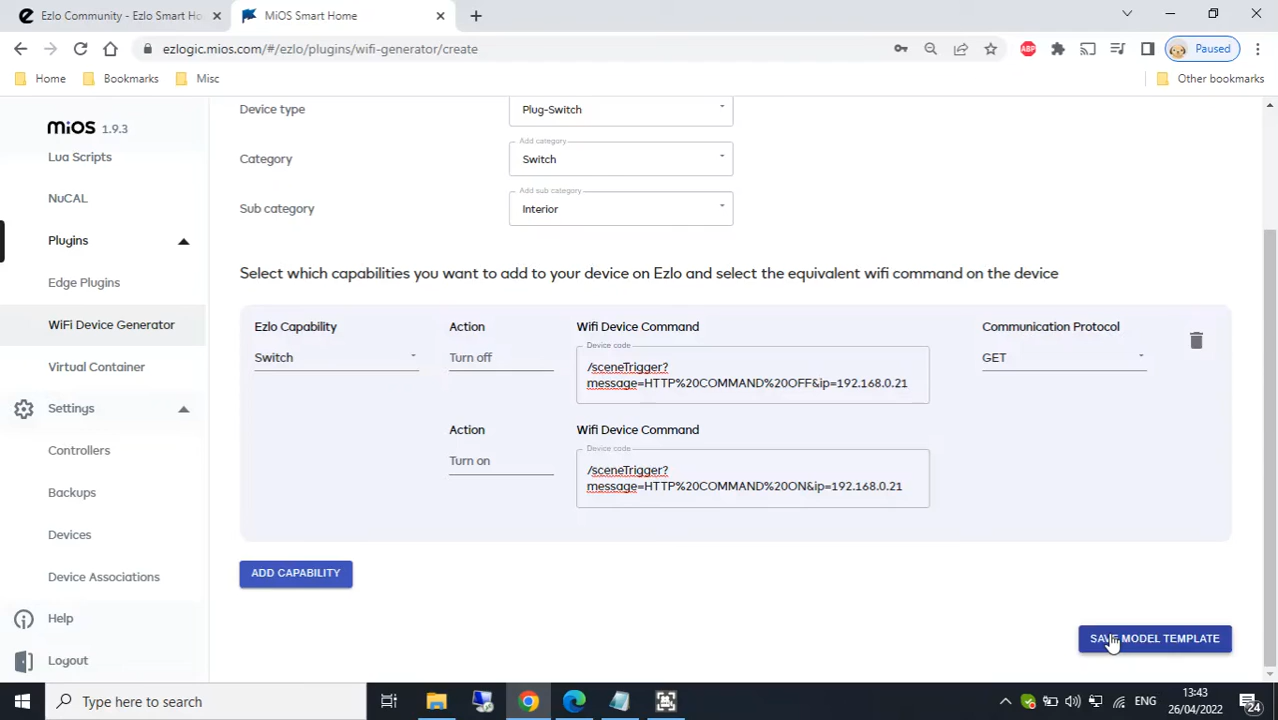 Ezlo Community - Ezlo Smart Ho
MiOS Smart Home
ezlogic.mios.com/#/ezlo/plugins/wifi-generator/create
ABP
Paused
Home
Bookmarks
Misc
Other bookmarks
MiOS 1.9.3
Lua Scripts
NuCAL
Plugins
Edge Plugins
WiFi Device Generator
Virtual Container
Settings
Controllers
Backups
Devices
Device Associations
Help
Logout
Device type
Plug-Switch
Category
Add category
Switch
Sub category
Add sub category
Interior
Select which capabilities you want to add to your device on Ezlo and select the equivalent wifi command on the device
Ezlo Capability
Switch
Action
Turn off
Wifi Device Command
Device code
/sceneTrigger?
message=HTTP%20COMMAND%20OFF&ip=192.168.0.21
Communication Protocol
GET
Action
Turn on
Wifi Device Command
Device code
/sceneTrigger?
message=HTTP%20COMMAND%20ON&ip=192.168.0.21
ADD CAPABILITY
SAVE MODEL TEMPLATE
Type here to search
ENG
13:43
26/04/2022
24